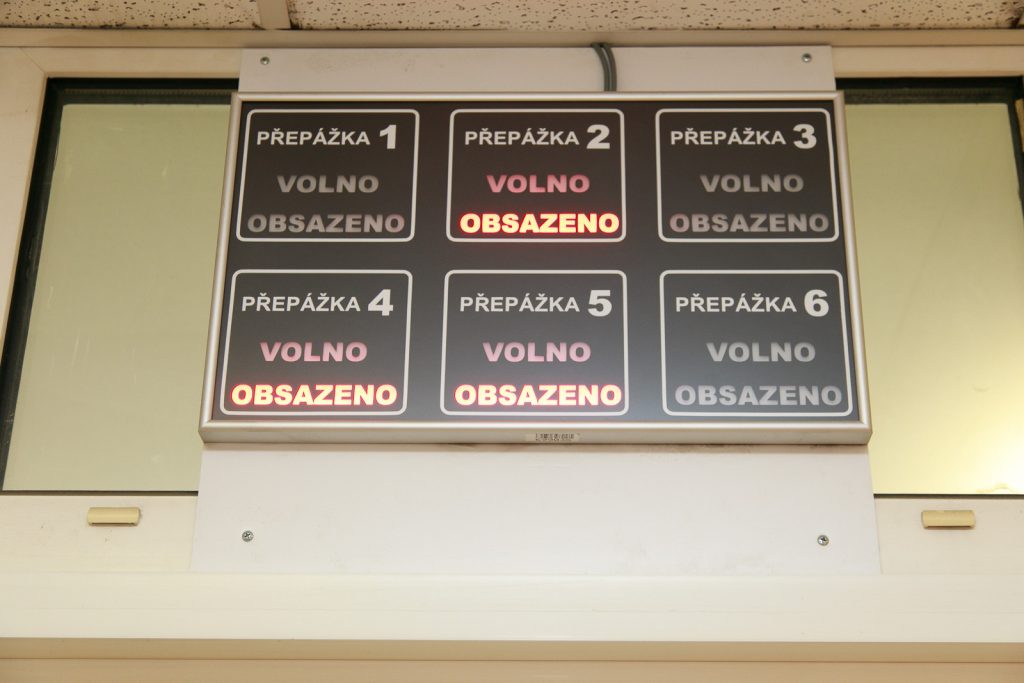 PŘEPÁŽKA 1
VOLNO
OBSAZENO
PŘEPÁŽKA 2
VOLNO
OBSAZENO
PŘEPÁŽKA 3
VOLNO
OBSAZENO
PŘEPÁŽKA 4
VOLNO
OBSAZENO
PŘEPÁŽKA 5
VOLNO
OBSAZENO
PŘEPÁŽKA 6
VOLNO
OBSAZENO